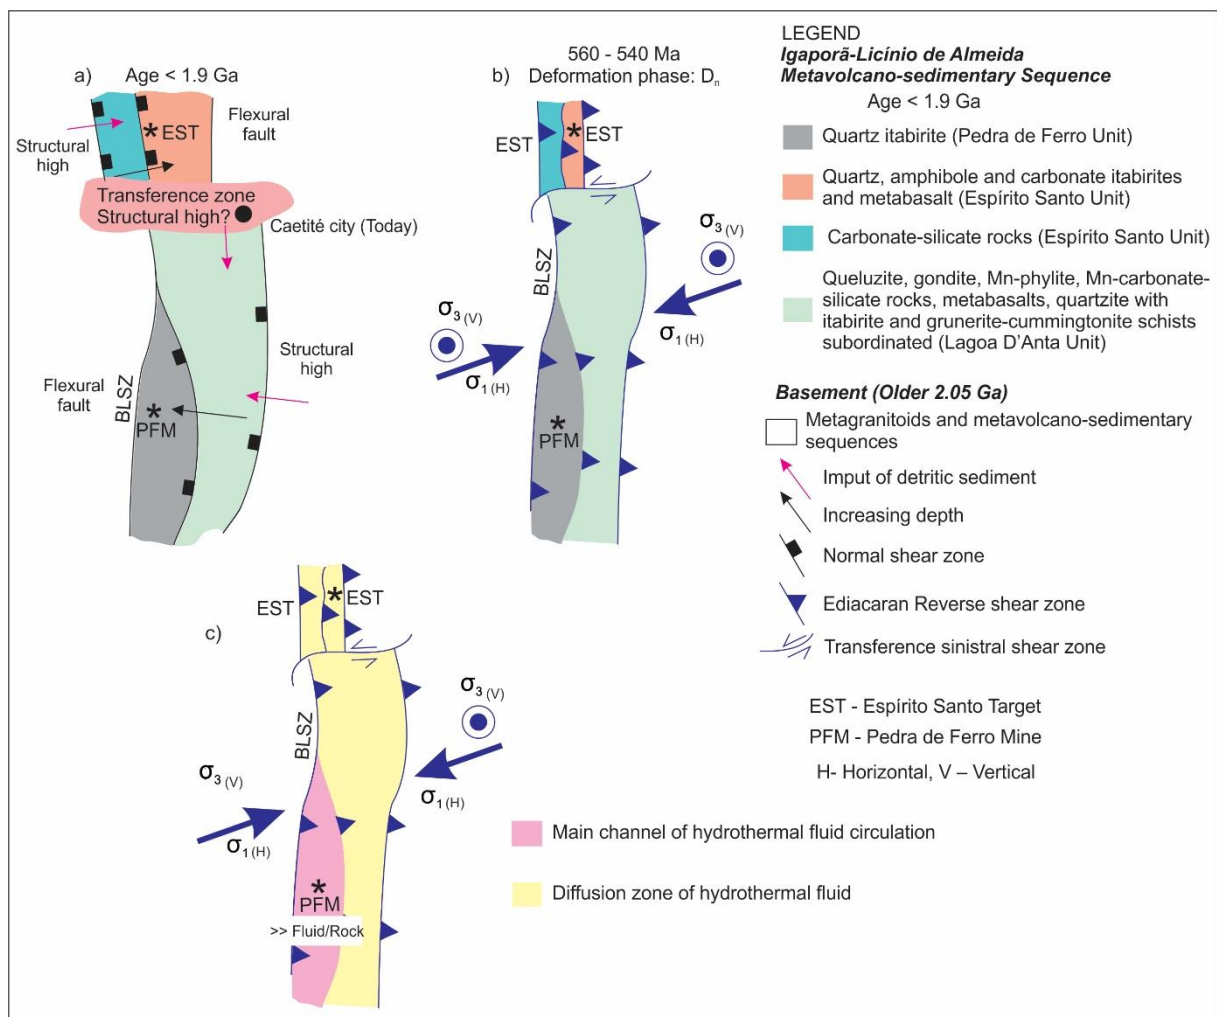 a)
Age < 1.9 Ga
EST
Flexural
fault
Structural
high
Transference zone
Structural high?
Caetité city (Today)
Structural
high
Flexural
fault
BLSZ
PFM
560 - 540 Ma
b)
Deformation phase: Dn
EST
EST
BLSZ
σ3 (V)
σ1 (H)
σ3 (V)
σ1 (H)
PFM
c)
EST
EST
BLSZ
σ3 (V)
σ1 (H)
σ3 (V)
σ1 (H)
PFM
>> Fluid/Rock
LEGEND
Igaporã-Licínio de Almeida
Metavolcano-sedimentary Sequence
Age < 1.9 Ga
Quartz itabirite (Pedra de Ferro Unit)
Quartz, amphibole and carbonate itabirites
and metabasalt (Espírito Santo Unit)
Carbonate-silicate rocks (Espírito Santo Unit)
Queluzite, gondite, Mn-phylite, Mn-carbonate-
silicate rocks, metabasalts, quartzite with
itabirite and grunerite-cummingtonite schists
subordinated (Lagoa D'Anta Unit)
Basement (Older 2.05 Ga)
Metagranitoids and metavolcano-sedimentary
sequences
Imput of detritic sediment
Increasing depth
Normal shear zone
Ediacaran Reverse shear zone
Transference sinistral shear zone
EST - Espírito Santo Target
PFM - Pedra de Ferro Mine
H- Horizontal, V – Vertical
Main channel of hydrothermal fluid circulation
Diffusion zone of hydrothermal fluid